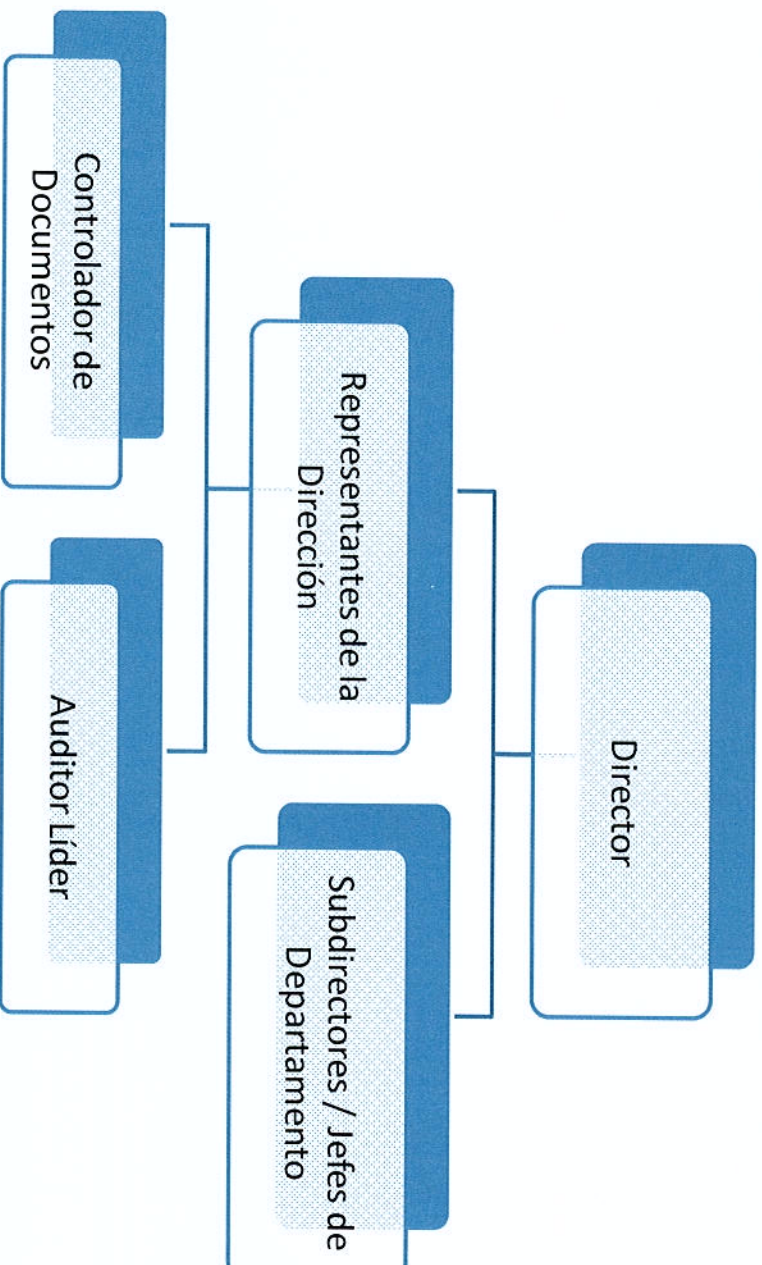 Director
Representantes de la
Dirección
Subdirectores / Jefes de
Departamento
Controlador de
Documentos
Auditor Líder